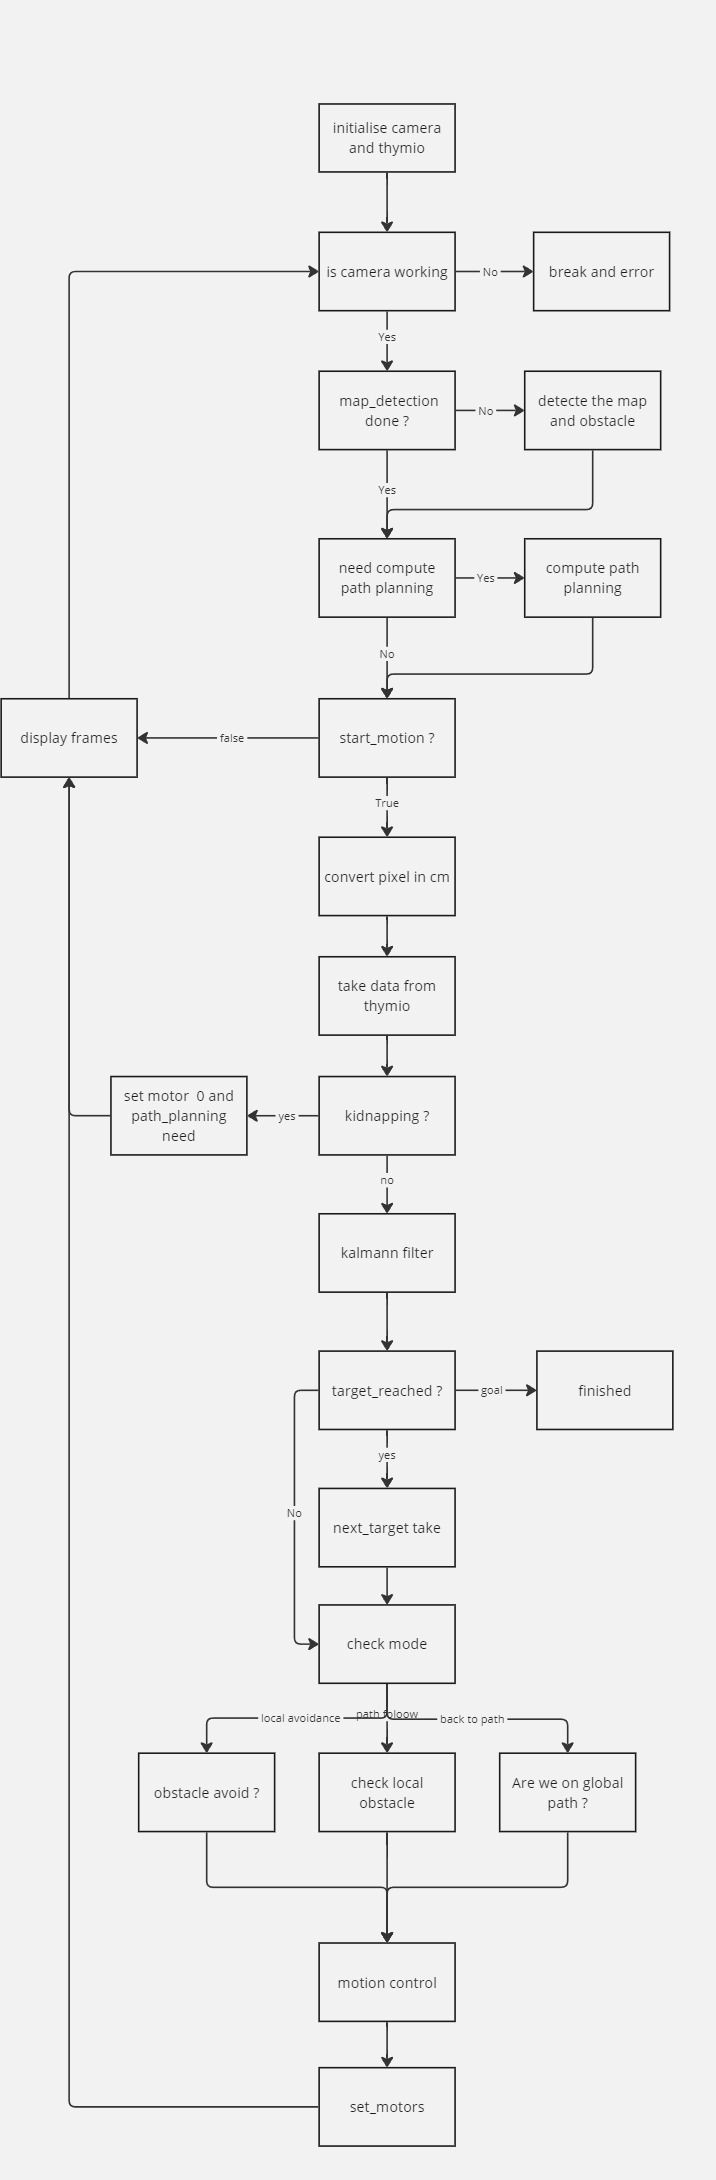 initialise camera
and thymio
is camera working
No
break and error
Yes
map_detection
done ?
No
detecte the map
and obstacle
Yes
need compute
path planning
Yes
compute path
planning
No
display frames
false
start_motion ?
True
convert pixel in cm
take data from
thymio
set motor  0 and
path_planning
need
yes
kidnapping ?
no
kalmann filter
target_reached ?
goal
finished
yes
No
next_target take
check mode
local avoidance
path foloow
back to path
obstacle avoid ?
check local
obstacle
Are we on global
path ?
motion control
set_motors